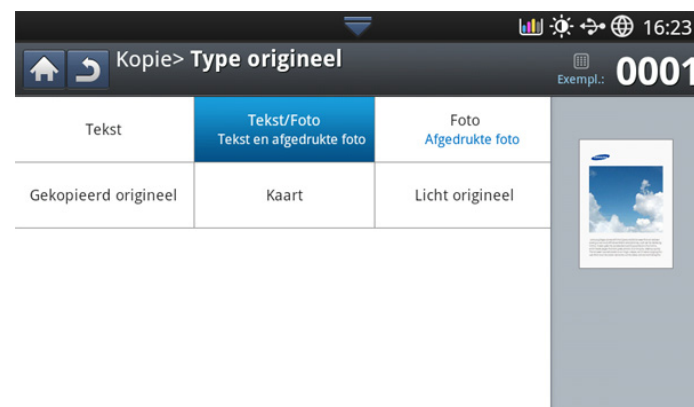 16:23
Kopie> Type origineel
Exempl.: 0001
Tekst
Tekst/Foto
Tekst en afgedrukte foto
Foto
Afgedrukte foto
Gekopieerd origineel
Kaart
Licht origineel